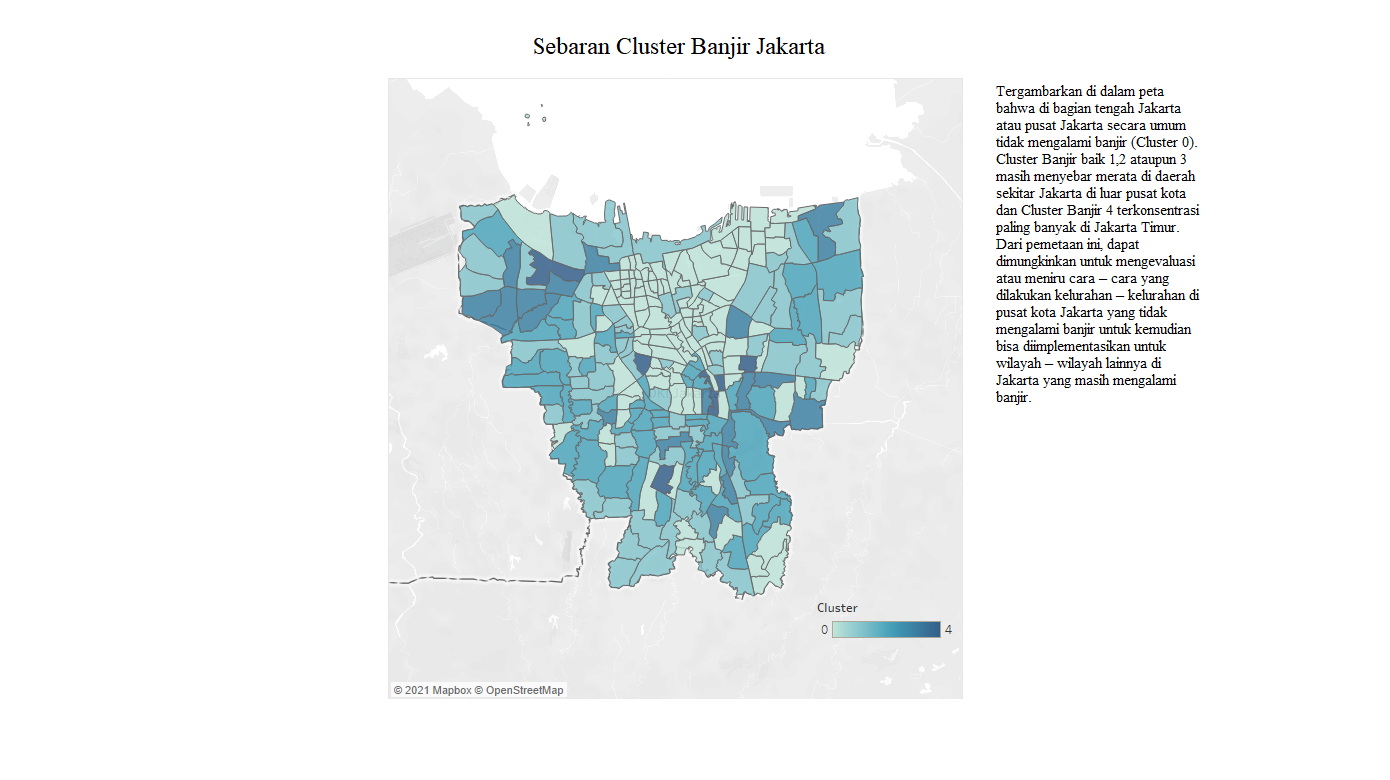 Sebaran Cluster Banjir Jakarta
Tergambarkan di dalam peta
bahwa di bagian tengah Jakarta
atau pusat Jakarta secara umum
tidak mengalami banjir (Cluster 0).
Cluster Banjir baik 1,2 ataupun 3
masih menyebar merata di daerah
sekitar Jakarta di luar pusat kota
dan Cluster Banjir 4 terkonsentrasi
paling banyak di Jakarta Timur.
Dari pemetaan ini, dapat
dimungkinkan untuk mengevaluasi
atau meniru cara – cara yang
dilakukan kelurahan – kelurahan di
pusat kota Jakarta yang tidak
mengalami banjir untuk kemudian
bisa diimplementasikan untuk
wilayah – wilayah lainnya di
Jakarta yang masih mengalami
banjir.
Cluster
0 4
© 2021 Mapbox © OpenStreetMap